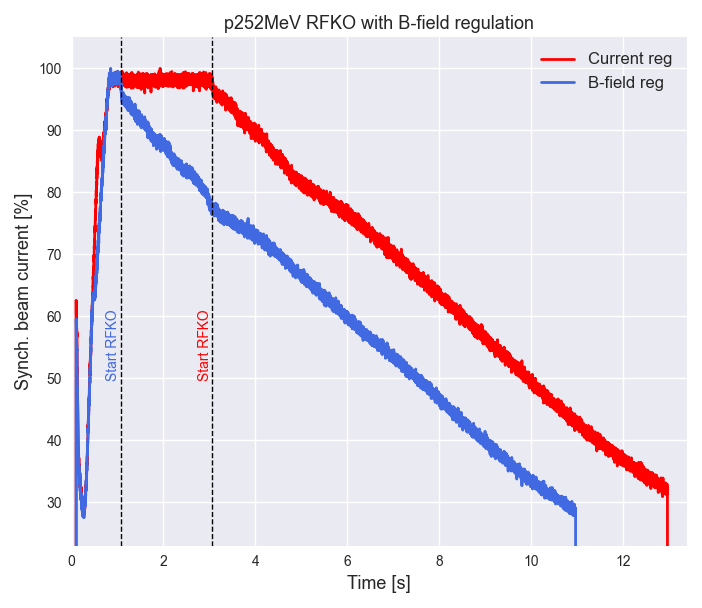 p252MeV RFKO with B-field regulation
Current reg
B-field reg
Synch. beam current [%]
100
90
80
70
60
50
40
30
Start RFKO
Start RFKO
0
2
4
6
8
10
12
Time [s]